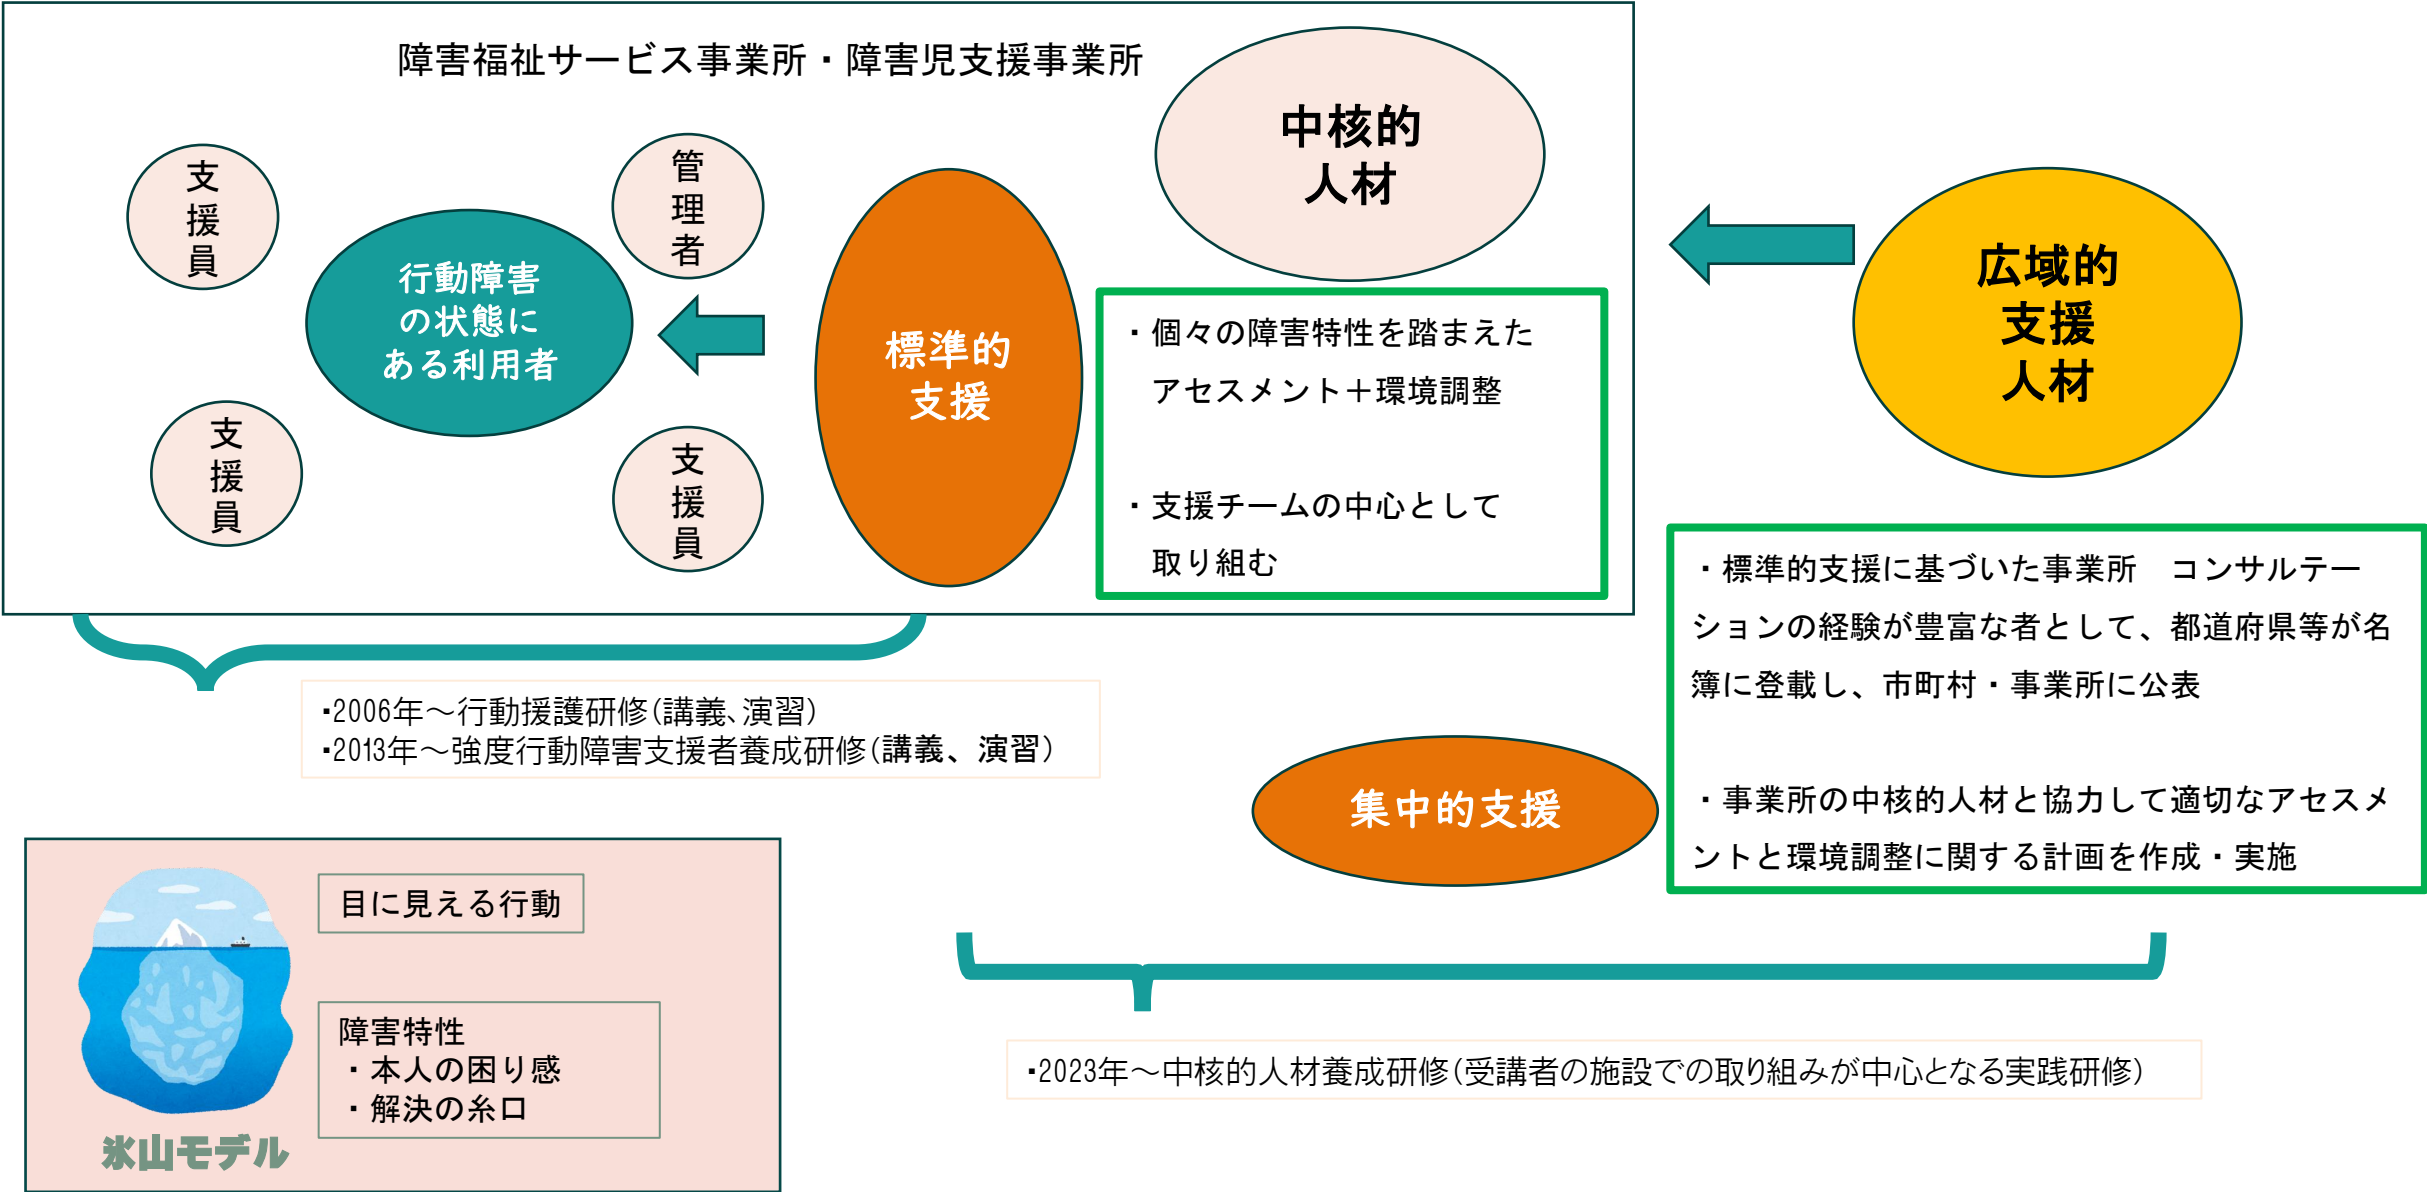 障害福祉サービス事業所・障害児支援事業所
支
援
員
管
理
者
行動障害
の状態に
ある利用者
支
援
員
支
援
員
標準的
支援
中核的
人材
・個々の障害特性を踏まえた
アセスメント＋環境調整
・支援チームの中心として
取り組む
広域的
支援
人材
・標準的支援に基づいた事業所　コンサルテー
ションの経験が豊富な者として、都道府県等が名
簿に登載し、市町村・事業所に公表
・事業所の中核的人材と協力して適切なアセスメ
ントと環境調整に関する計画を作成・実施
・2006年～行動援護研修（講義、演習）
・2013年～強度行動障害支援者養成研修（講義、演習）
集中的支援
目に見える行動
障害特性
・本人の困り感
・解決の糸口
氷山モデル
・2023年～中核的人材養成研修（受講者の施設での取り組みが中心となる実践研修）